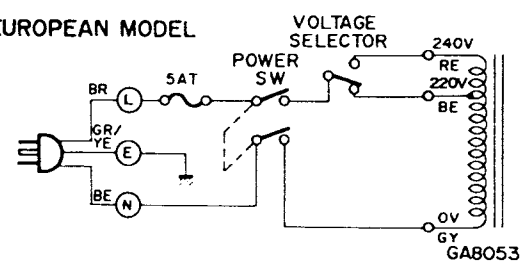 EUROPEAN MODEL
VOLTAGE
SELECTOR
POWER
SW
5AT
240V
RE
220V
BE
BR
L
GR/
YE
E
BE
N
0V
GY
GA8053